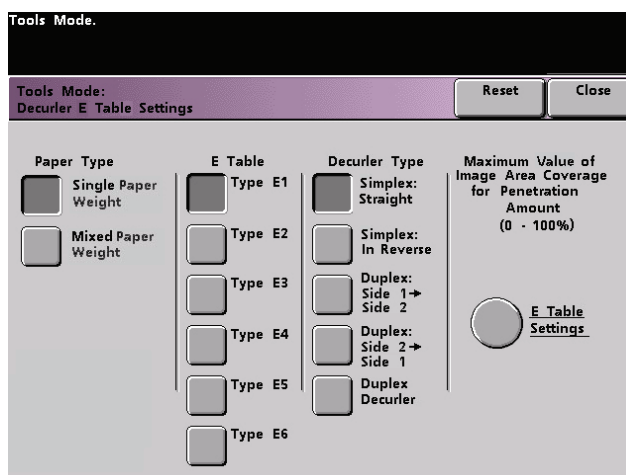 Tools Mode.
Tools Mode:
Decurler E Table Settings
Reset
Close
Paper Type
Single Paper
Weight
Mixed Paper
Weight
E Table
Type E1
Type E2
Type E3
Type E4
Type E5
Type E6
Decurler Type
Simplex:
Straight
Simplex:
In Reverse
Duplex:
Side 1→
Side 2
Duplex:
Side 2→
Side 1
Duplex
Decurler
Maximum Value of
Image Area Coverage
for Penetration
Amount
(0 - 100%)
E Table
Settings